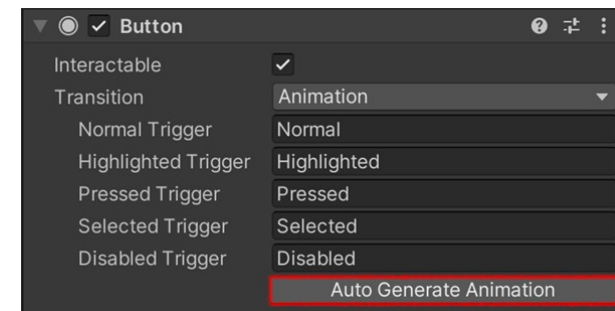 Button
Interactable
Transition Animation
Normal Trigger Normal
Highlighted Trigger Highlighted
Pressed Trigger Pressed
Selected Trigger Selected
Disabled Trigger Disabled
Auto Generate Animation